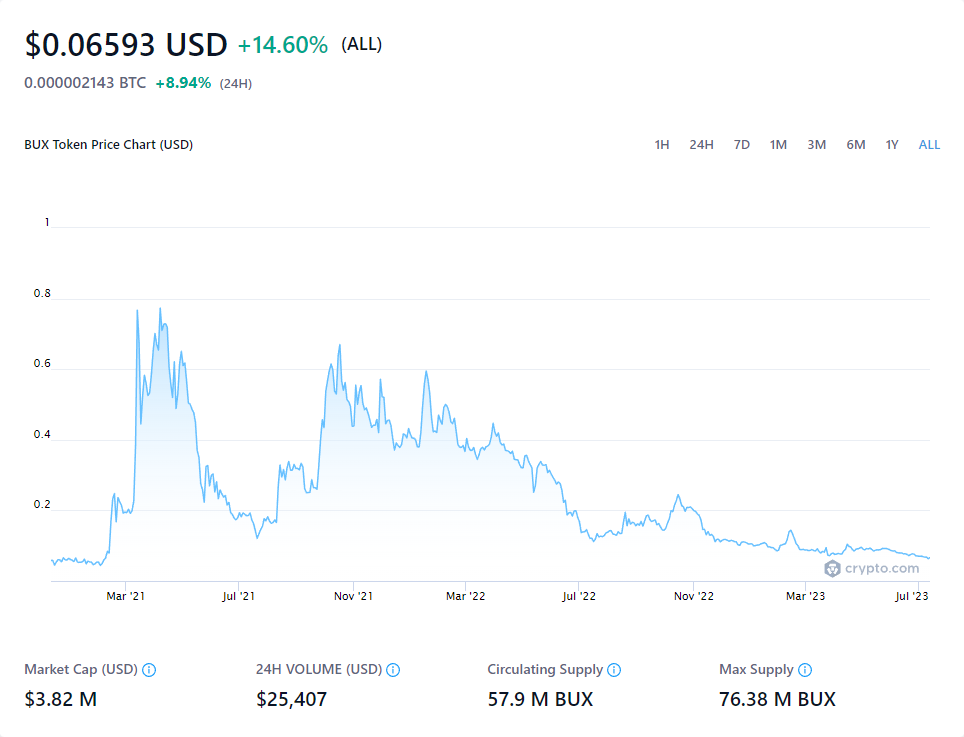 $0.06593 USD +14.60% (ALL)
0.000002143 BTC +8.94% (24H)
BUX Token Price Chart (USD) 1H 24H 7D 1M 3M 6M 1Y ALL
1
0.8
0.6
0.4
0.2
crypto.com
Mar '21 Jul '21 Nov '21 Mar '22 Jul '22 Nov '22 Mar '23 Jul '23
Market Cap (USD) 24H VOLUME (USD) Circulating Supply Max Supply
$3.82 M $25,407 57.9 M BUX 76.38 M BUX